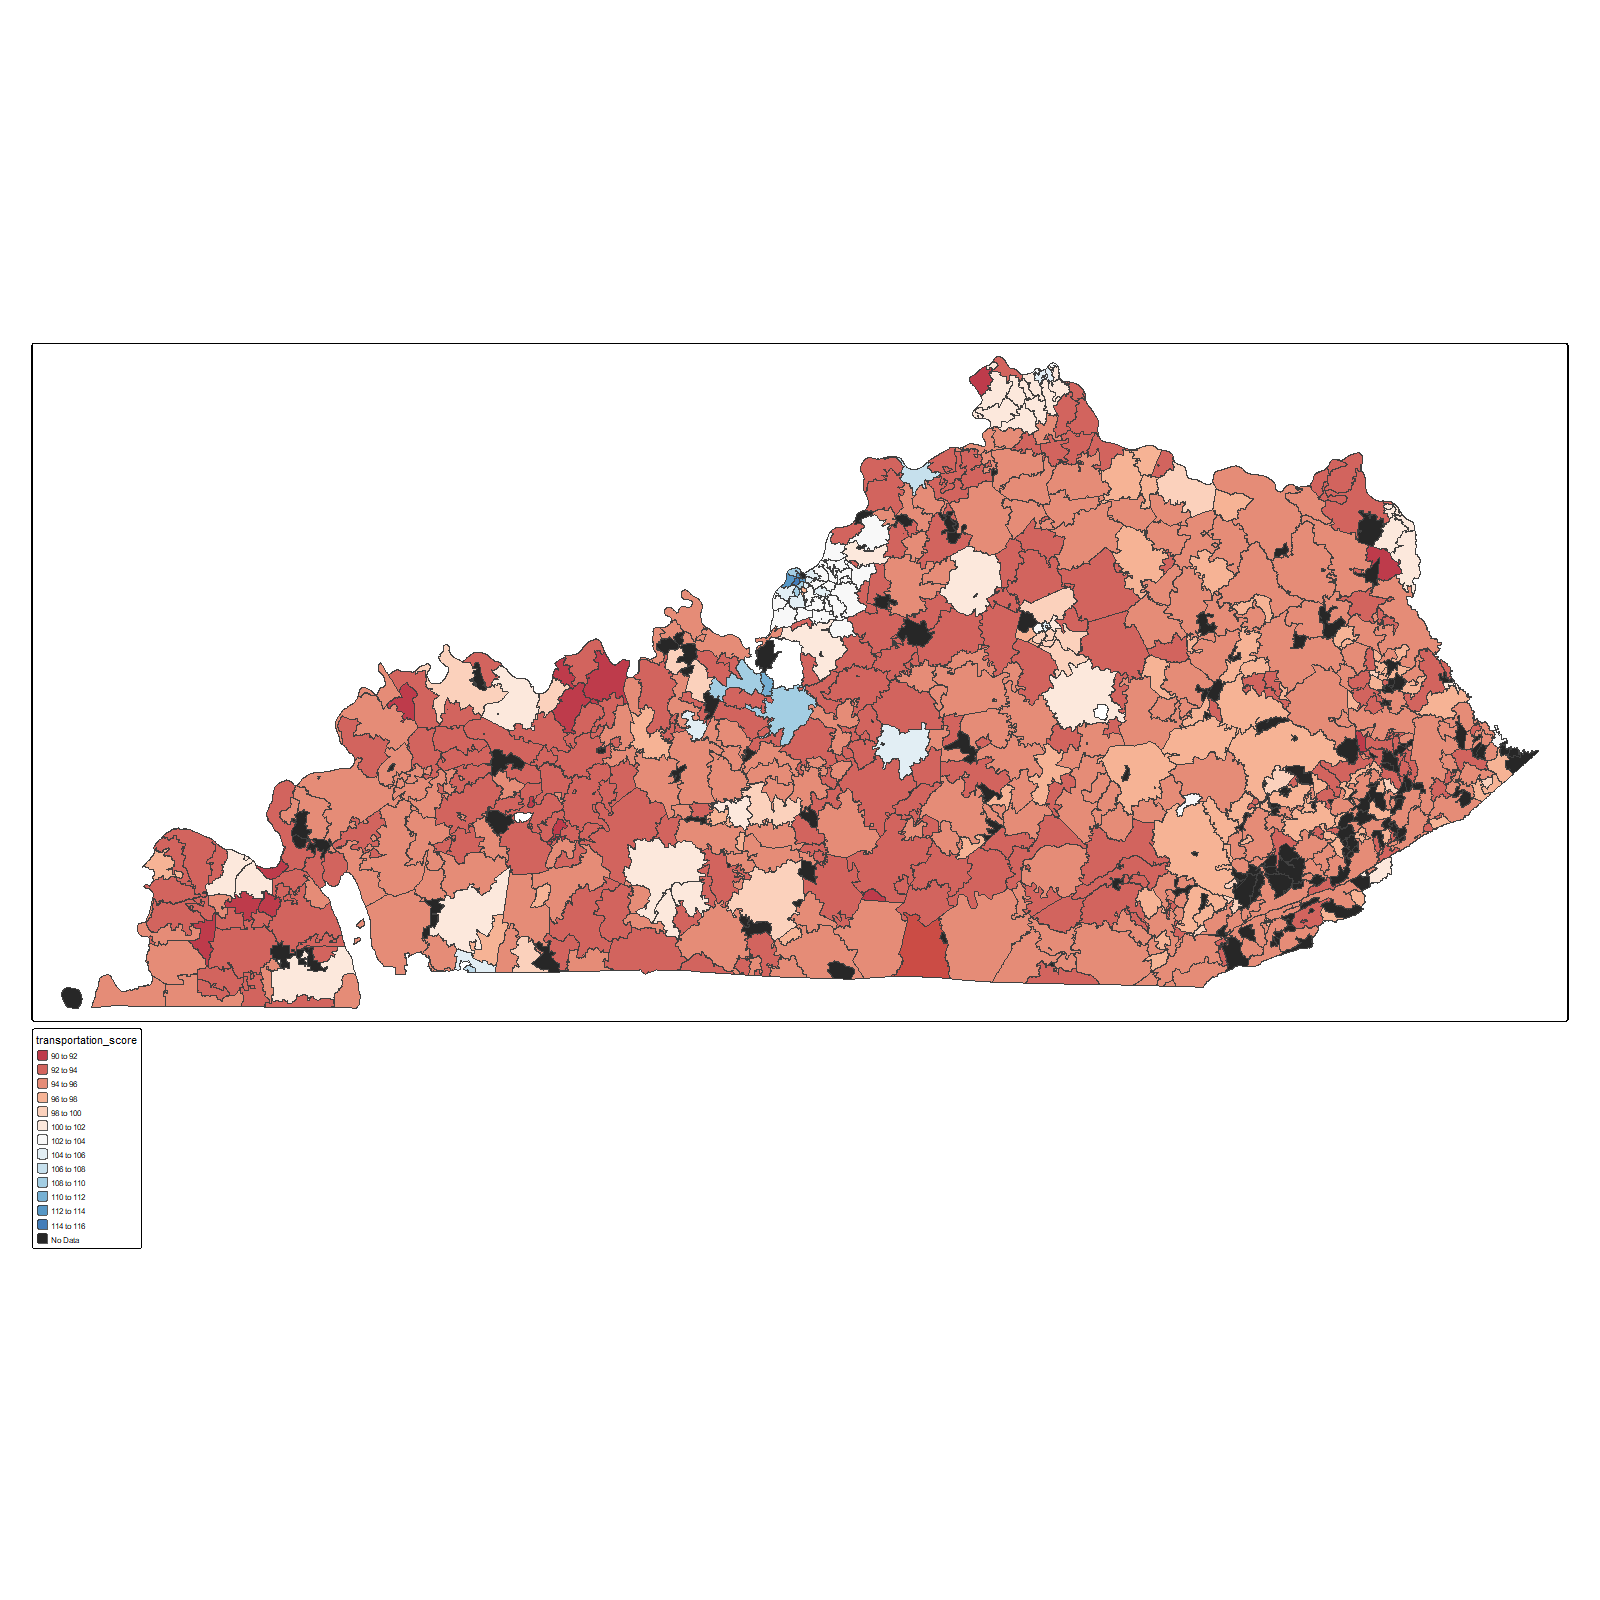 transportation_score
90 to 92
92 to 94
94 to 96
96 to 98
98 to 100
100 to 102
102 to 104
104 to 106
106 to 108
108 to 110
110 to 112
112 to 114
114 to 116
No Data